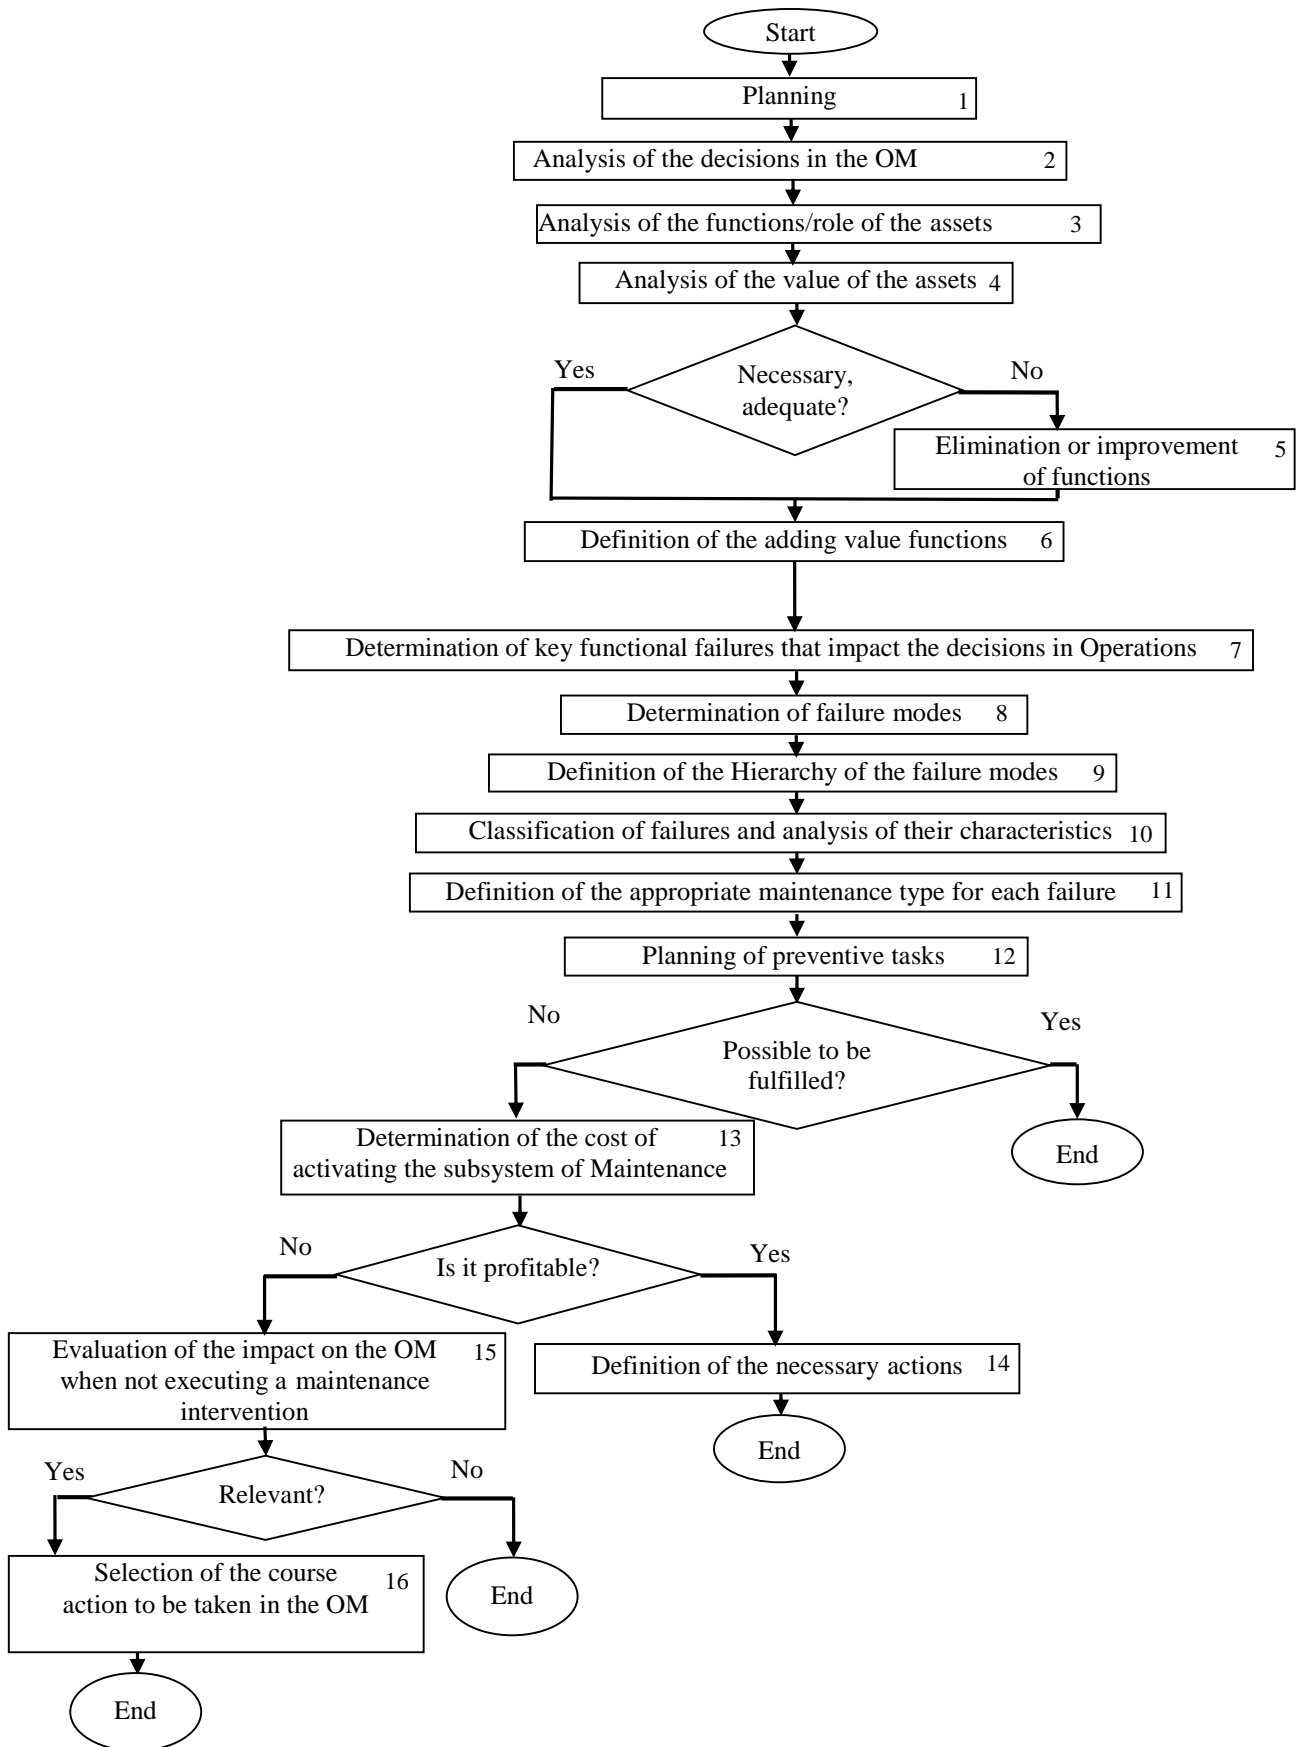 Start
Planning 1
Analysis of the decisions in the OM 2
Analysis of the functions/role of the assets 3
Analysis of the value of the assets 4
Yes
No
Necessary,
adequate?
Elimination or improvement 5
of functions
Definition of the adding value functions 6
Determination of key functional failures that impact the decisions in Operations 7
Determination of failure modes 8
Definition of the Hierarchy of the failure modes 9
Classification of failures and analysis of their characteristics 10
Definition of the appropriate maintenance type for each failure 11
Planning of preventive tasks 12
No
Yes
Possible to be
fulfilled?
Determination of the cost of 13
activating the subsystem of Maintenance
End
No
Yes
Is it profitable?
Evaluation of the impact on the OM 15
when not executing a maintenance
intervention
Definition of the necessary actions 14
End
Yes
No
Relevant?
Selection of the course 16
action to be taken in the OM
End
End